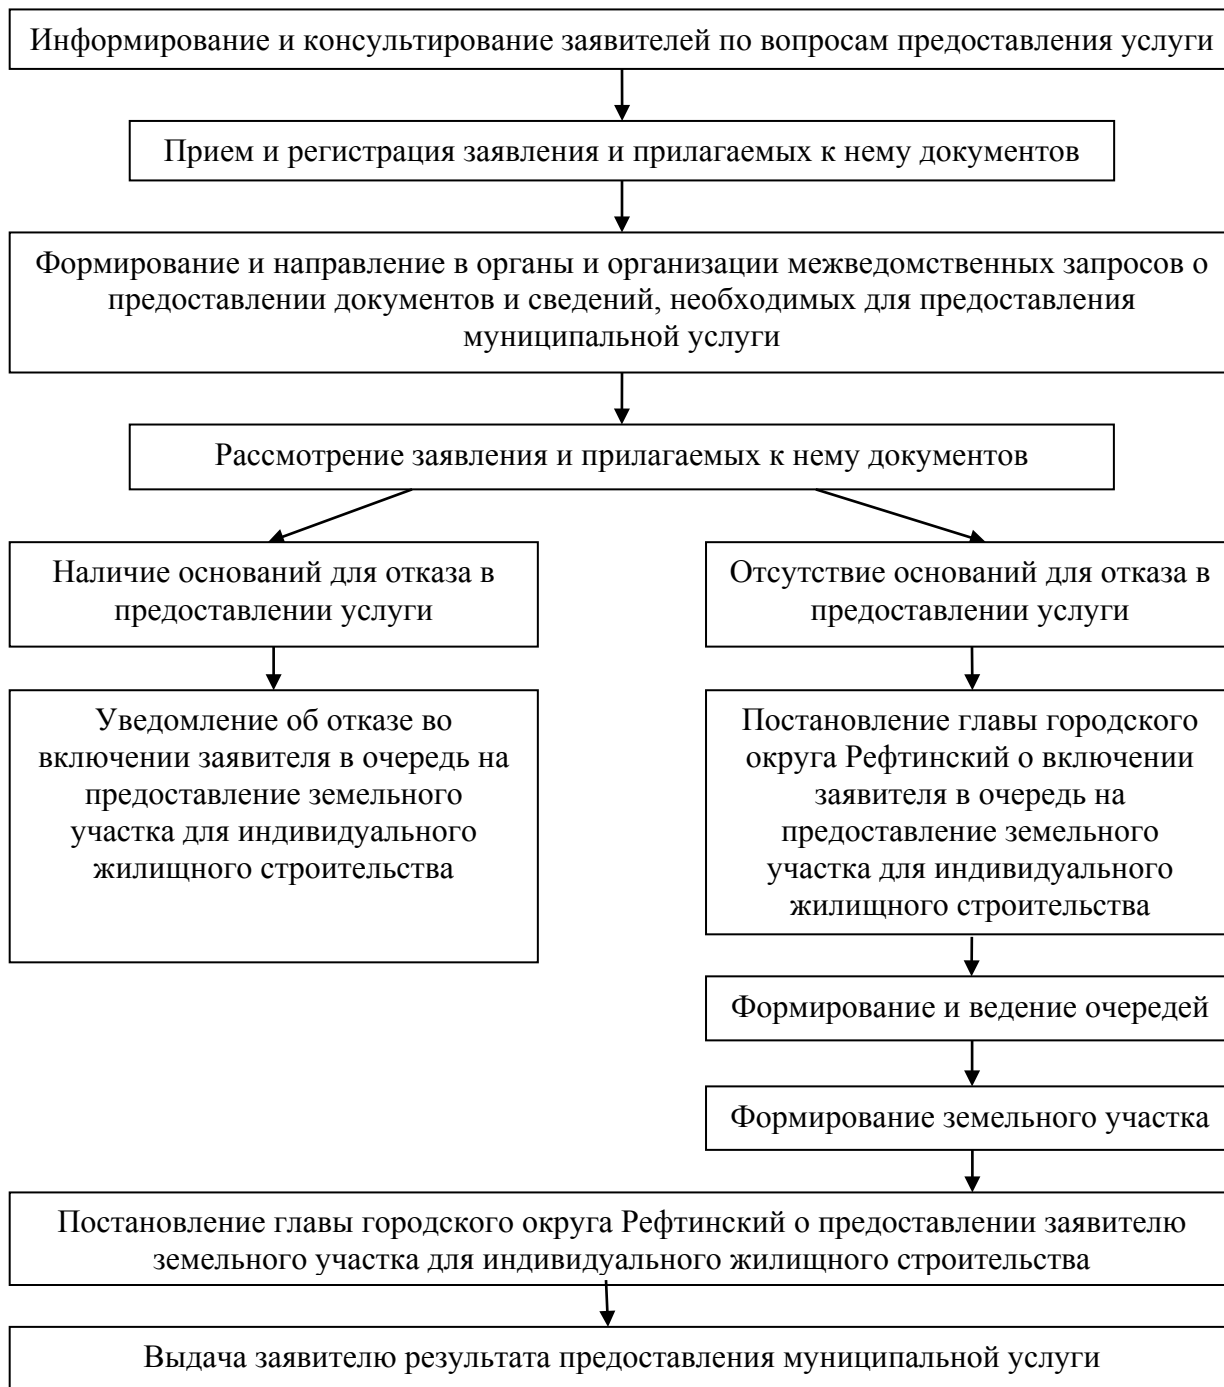 Информирование и консультирование заявителей по вопросам предоставления услуги
Прием и регистрация заявления и прилагаемых к нему документов
Формирование и направление в органы и организации межведомственных запросов о
предоставлении документов и сведений, необходимых для предоставления
муниципальной услуги
Рассмотрение заявления и прилагаемых к нему документов
Наличие оснований для отказа в
предоставлении услуги
Отсутствие оснований для отказа в
предоставлении услуги
Уведомление об отказе во
включении заявителя в очередь на
предоставление земельного
участка для индивидуального
жилищного строительства
Постановление главы городского
округа Рефтинский о включении
заявителя в очередь на
предоставление земельного
участка для индивидуального
жилищного строительства
Формирование и ведение очередей
Формирование земельного участка
Постановление главы городского округа Рефтинский о предоставлении заявителю
земельного участка для индивидуального жилищного строительства
Выдача заявителю результата предоставления муниципальной услуги